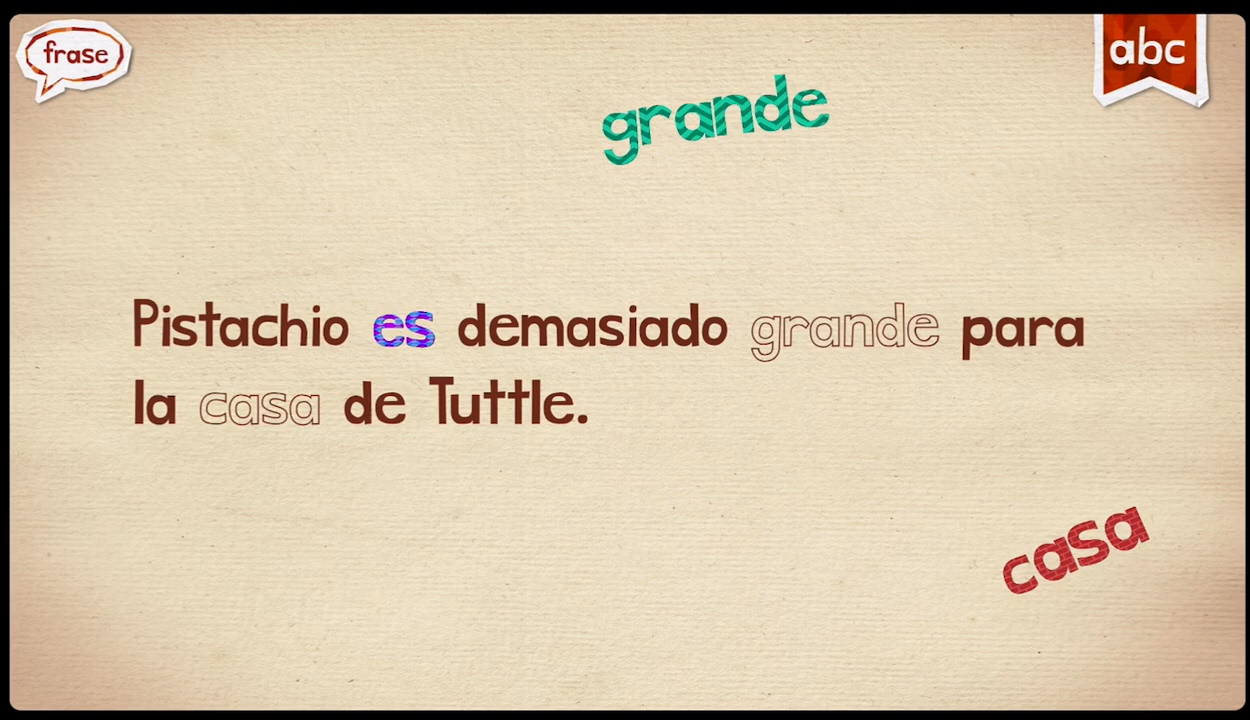 frase
abc
grande
Pistachio es demasiado grande para
la casa de Tuttle.
casa